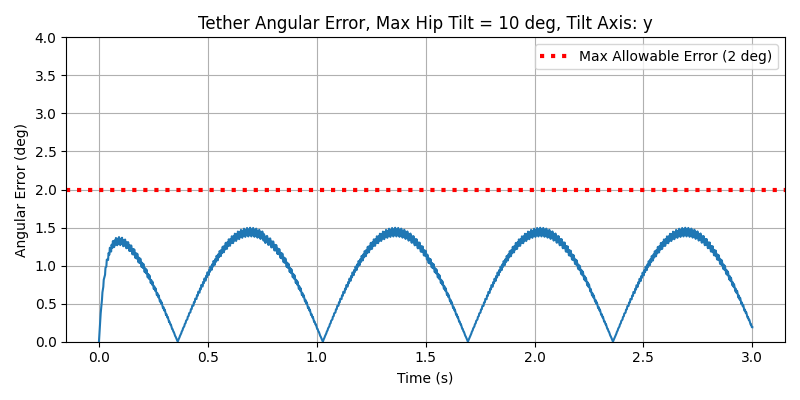 Tether Angular Error, Max Hip Tilt = 10 deg, Tilt Axis: y
Max Allowable Error (2 deg)
Angular Error (deg)
4.0
3.5
3.0
2.5
2.0
1.5
1.0
0.5
0.0
0.0 0.5 1.0 1.5 2.0 2.5 3.0
Time (s)